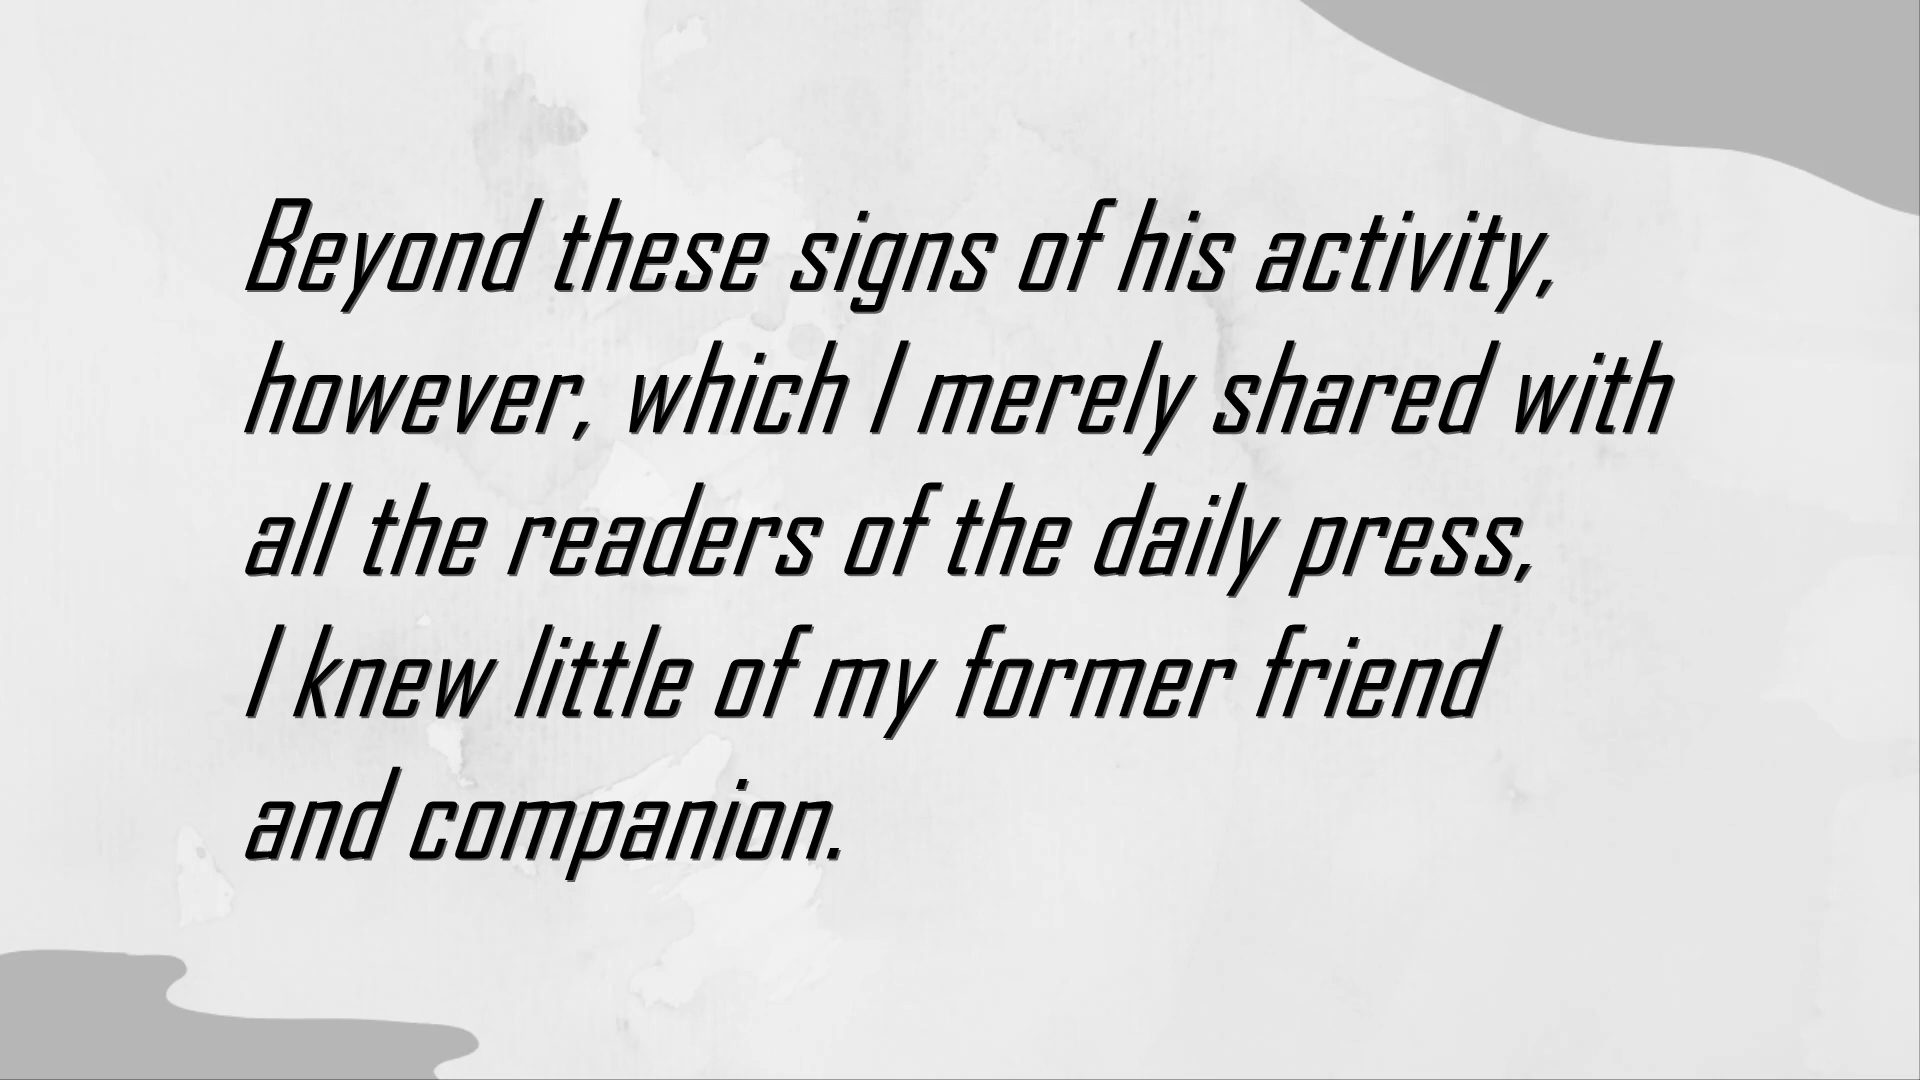 Beyond these signs of his activity,
however, which I merely shared with
all the readers of the daily press,
I knew little of my former friend
and companion.